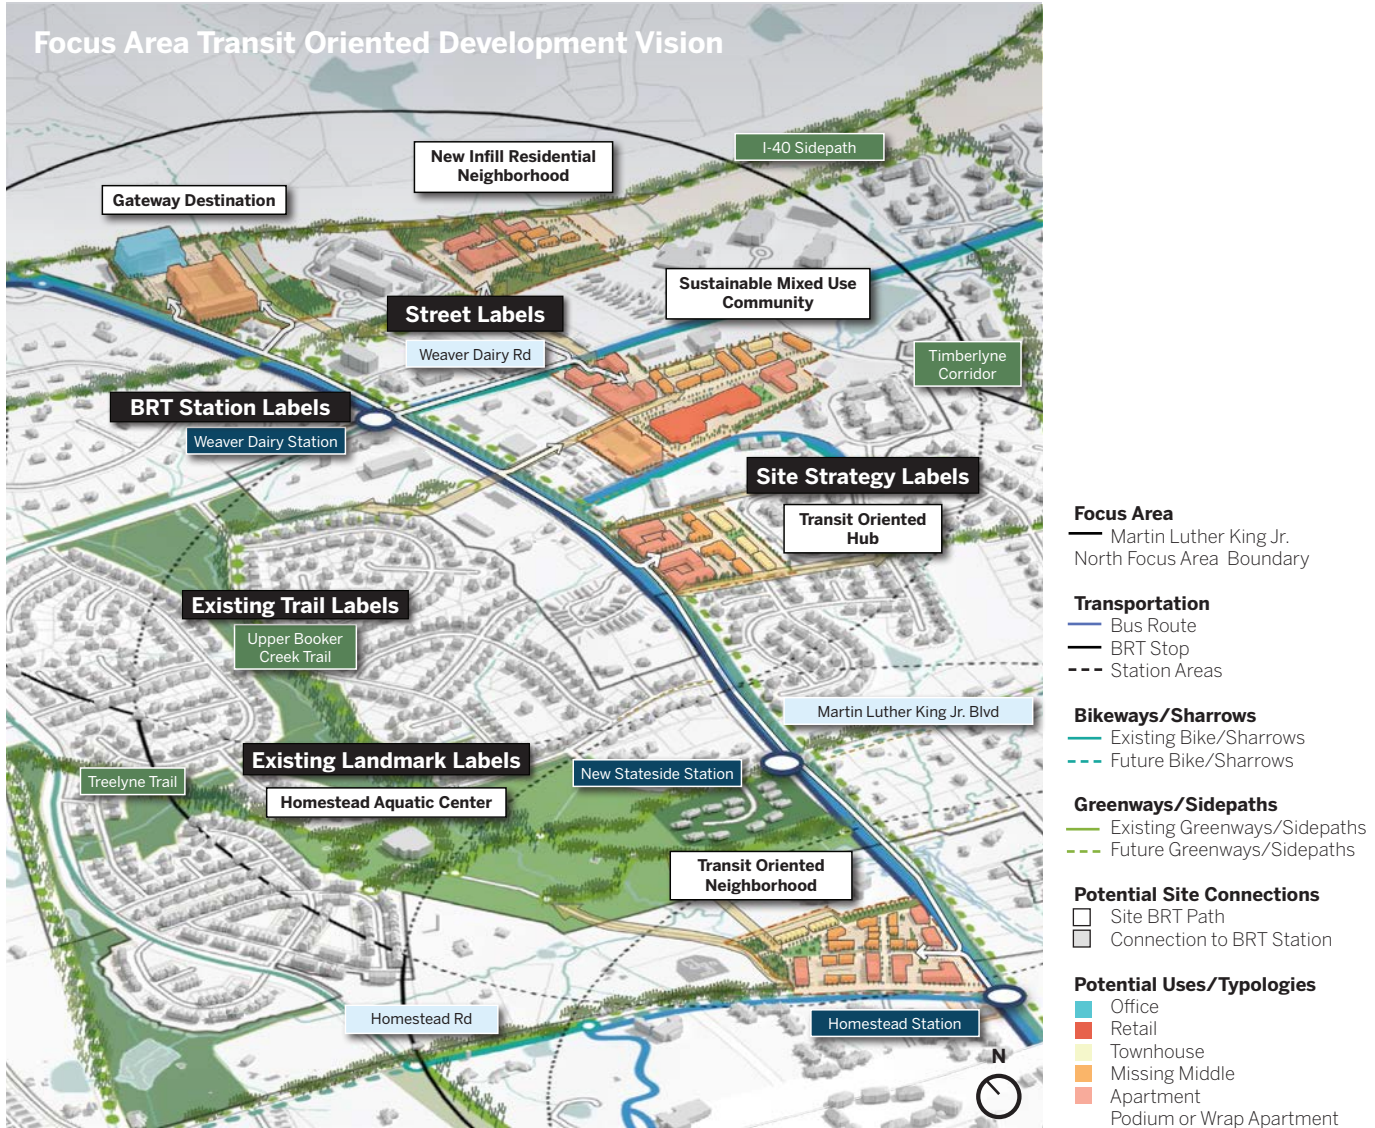 Focus Area Transit Oriented Development Vision
I-40 Sidepath
New Infill Residential
Neighborhood
Gateway Destination
Sustainable Mixed Use
Community
Street Labels
Weaver Dairy Rd
Timberlyne
Corridor
BRT Station Labels
Weaver Dairy Station
Site Strategy Labels
Transit Oriented
Hub
Existing Trail Labels
Upper Booker
Creek Trail
Martin Luther King Jr. Blvd
Existing Landmark Labels
New Stateside Station
Treelyne Trail
Homestead Aquatic Center
Transit Oriented
Neighborhood
Homestead Rd
Homestead Station
N
Focus Area
Martin Luther King Jr.
North Focus Area Boundary
Transportation
Bus Route
BRT Stop
Station Areas
Bikeways/Sharrows
Existing Bike/Sharrows
Future Bike/Sharrows
Greenways/Sidepaths
Existing Greenways/Sidepaths
Future Greenways/Sidepaths
Potential Site Connections
Site BRT Path
Connection to BRT Station
Potential Uses/Typologies
Office
Retail
Townhouse
Missing Middle
Apartment
Podium or Wrap Apartment